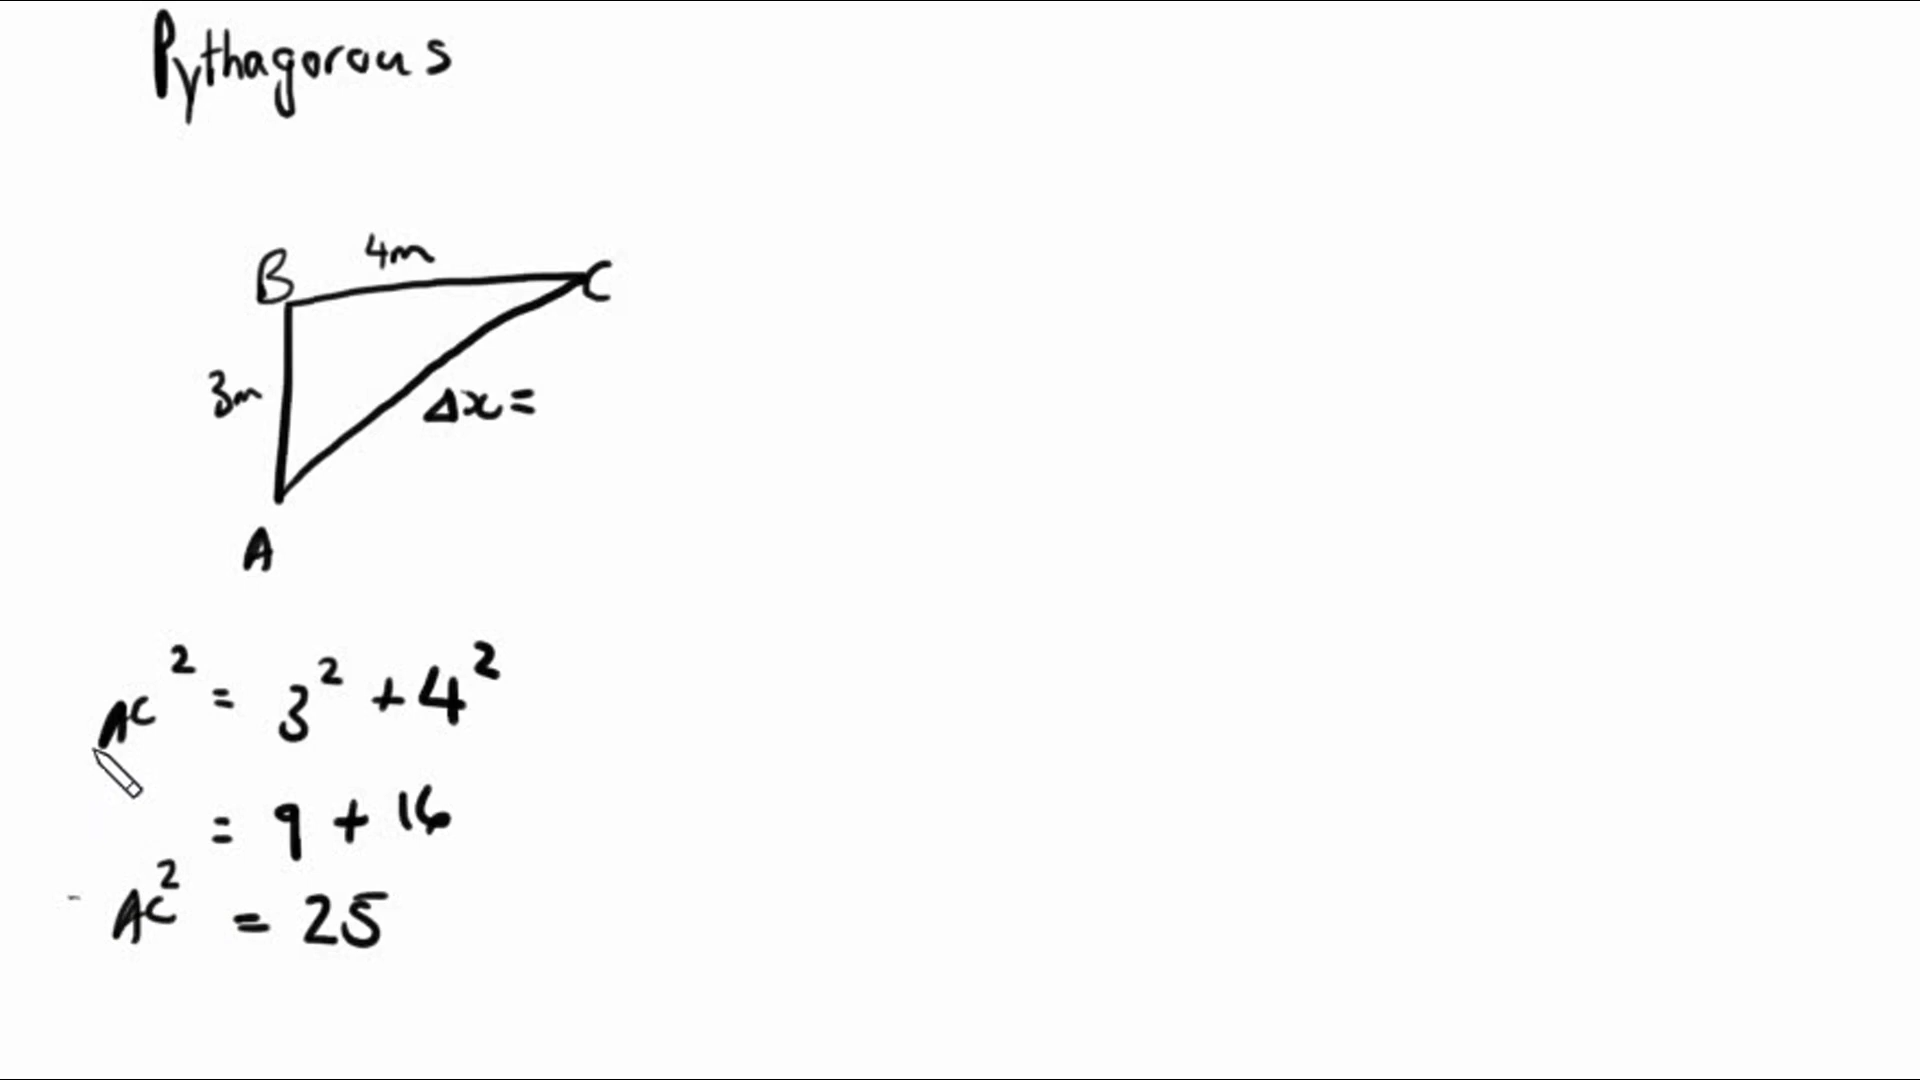 Pythagorous
B 4m C
3m
Δx=
A
AC² = 3² + 4²
= 9 + 16
AC² = 25